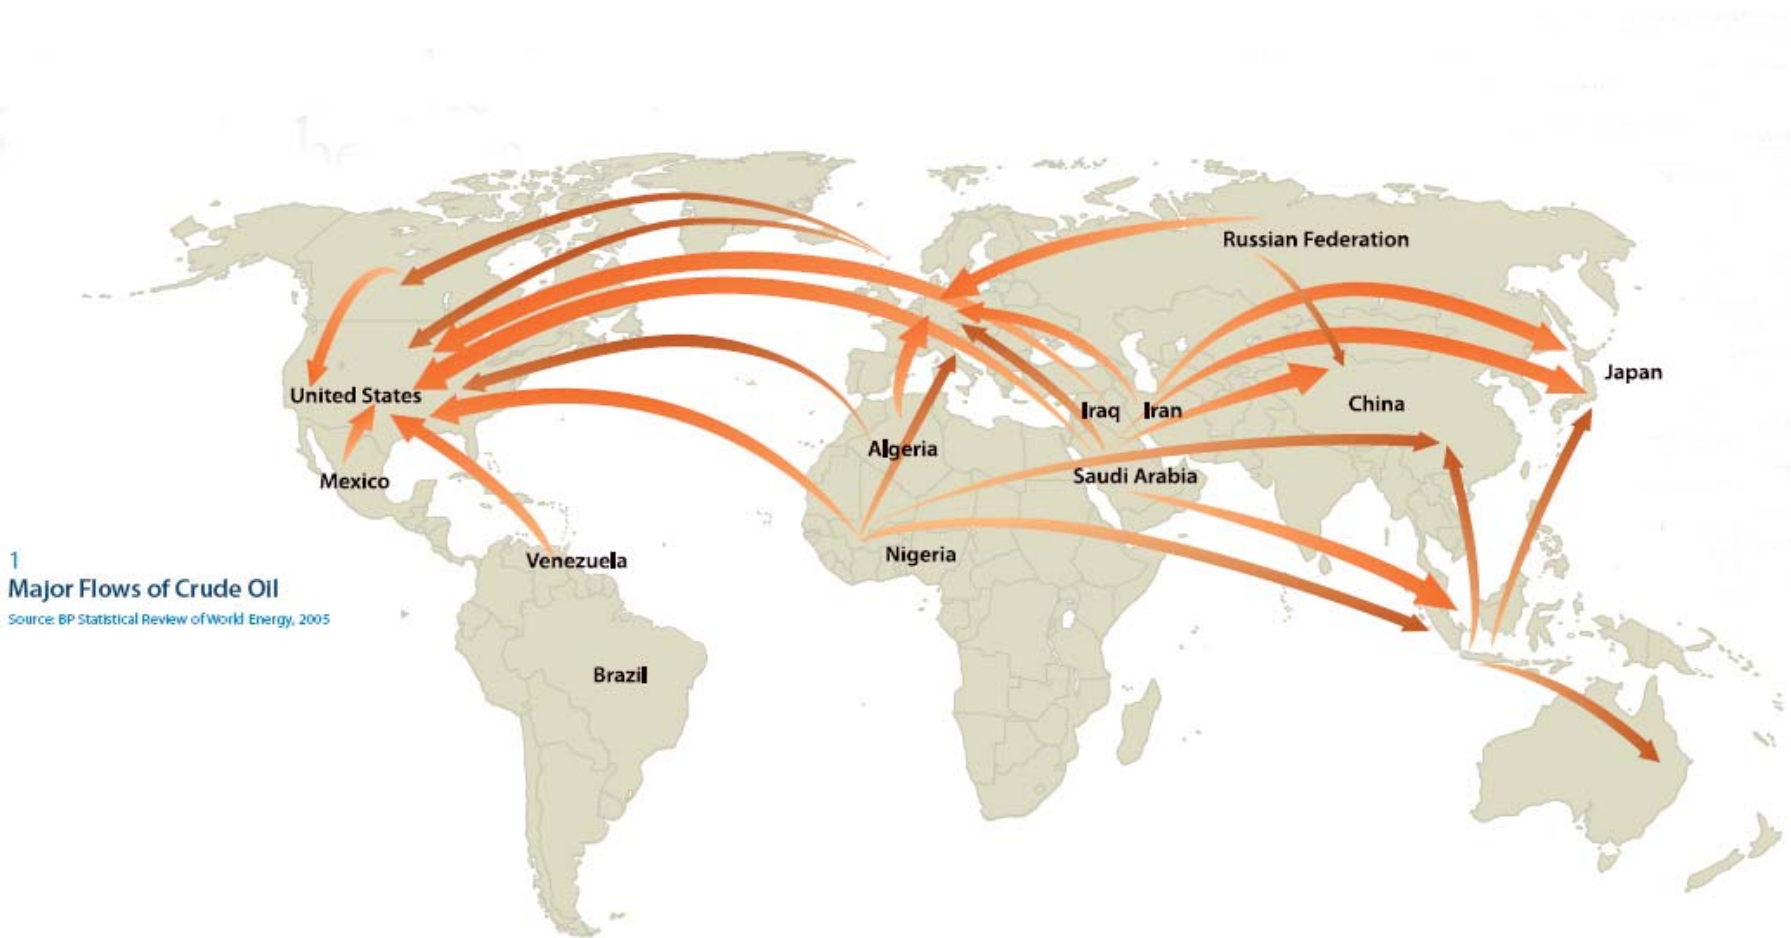 Russian Federation
Japan
United States
China
Iraq
Iran
Algeria
Saudi Arabia
Mexico
Nigeria
Venezuela
1
Major Flows of Crude Oil
Source: BP Statistical Review of World Energy, 2005
Brazil